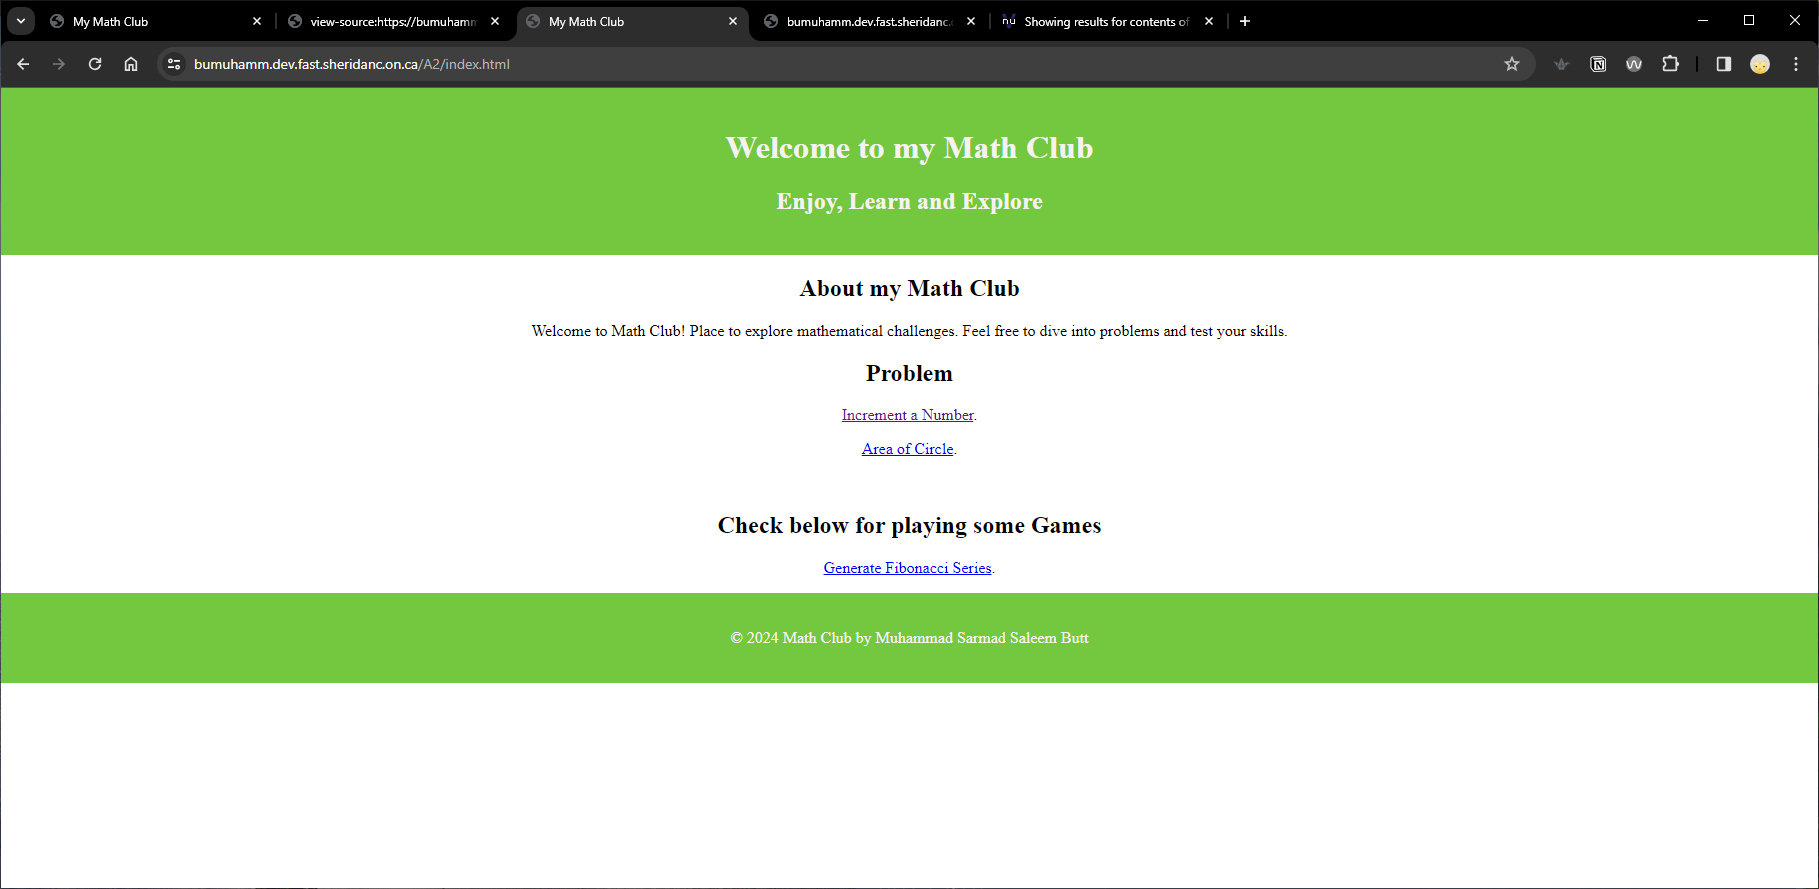 My Math Club
view-source:https://bumuhamm
My Math Club
bumuhamm.dev.fast.sheridanc.
Showing results for contents of
bumuhamm.dev.fast.sheridanc.on.ca/A2/index.html
Welcome to my Math Club
Enjoy, Learn and Explore
About my Math Club
Welcome to Math Club! Place to explore mathematical challenges. Feel free to dive into problems and test your skills.
Problem
Increment a Number.
Area of Circle.
Check below for playing some Games
Generate Fibonacci Series.
© 2024 Math Club by Muhammad Sarmad Saleem Butt